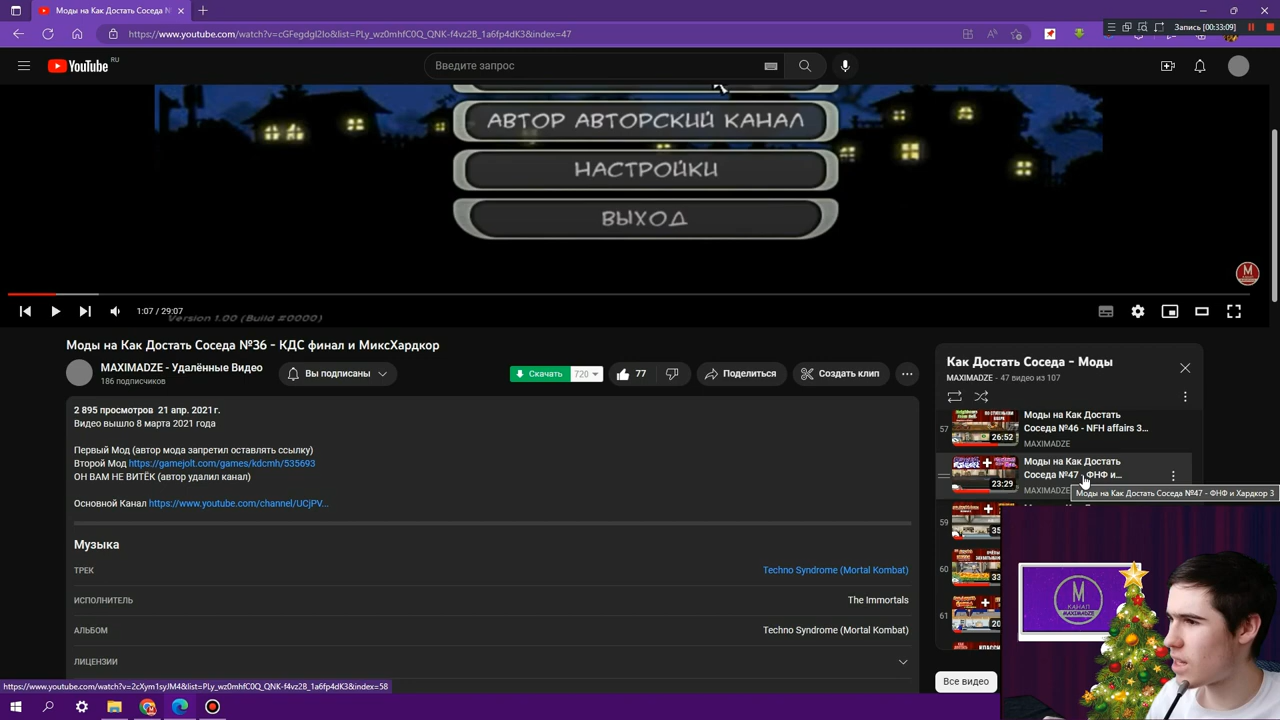 Моды на Как Достать Соседа N
Запись [00:33:09]
https://www.youtube.com/watch?v=cGFegdgI2Io&list=PLy_wz0mhfC0Q_QNK-f4vz2B_1a6fp4dK3&index=47
YouTube RU
Введите запрос
АВТОР АВТОРСКИЙ КАНАЛ
НАСТРОЙКИ
ВЫХОД
M
1:07 / 29:07
Version 1.00 (Build #0000)
Моды на Как Достать Соседа №36 - КДС финал и МиксХардкор
MAXIMADZE - Удалённые Видео
186 подписчиков
Вы подписаны
Скачать 720
77
Поделиться
Создать клип
2 895 просмотров 21 апр. 2021 г.
Видео вышло 8 марта 2021 года
Первый Мод (автор мода запретил оставлять ссылку)
Второй Мод https://gamejolt.com/games/kdcmh/535693
ОН ВАМ НЕ ВИТЁК (автор удалил канал)
Основной Канал https://www.youtube.com/channel/UCjPV...
Музыка
ТРЕК
Techno Syndrome (Mortal Kombat)
ИСПОЛНИТЕЛЬ
The Immortals
АЛЬБОМ
Techno Syndrome (Mortal Kombat)
ЛИЦЕНЗИИ
Как Достать Соседа - Моды
MAXIMADZE - 47 видео из 107
57
26:52
Моды на Как Достать
Соседа №46 - NFH affairs 3...
MAXIMADZE
23:29
Моды на Как Достать
Соседа №47 - ФНФ и...
MAXIMADZE
Моды на Как Достать Соседа №47 - ФНФ и Хардкор 3
59
35
60
33
61
20
Все видео
M
КАНАЛ
MAXIMADZE
https://www.youtube.com/watch?v=2cXym1syJM4&list=PLy_wz0mhfC0Q_QNK-f4vz2B_1a6fp4dK3&index=58